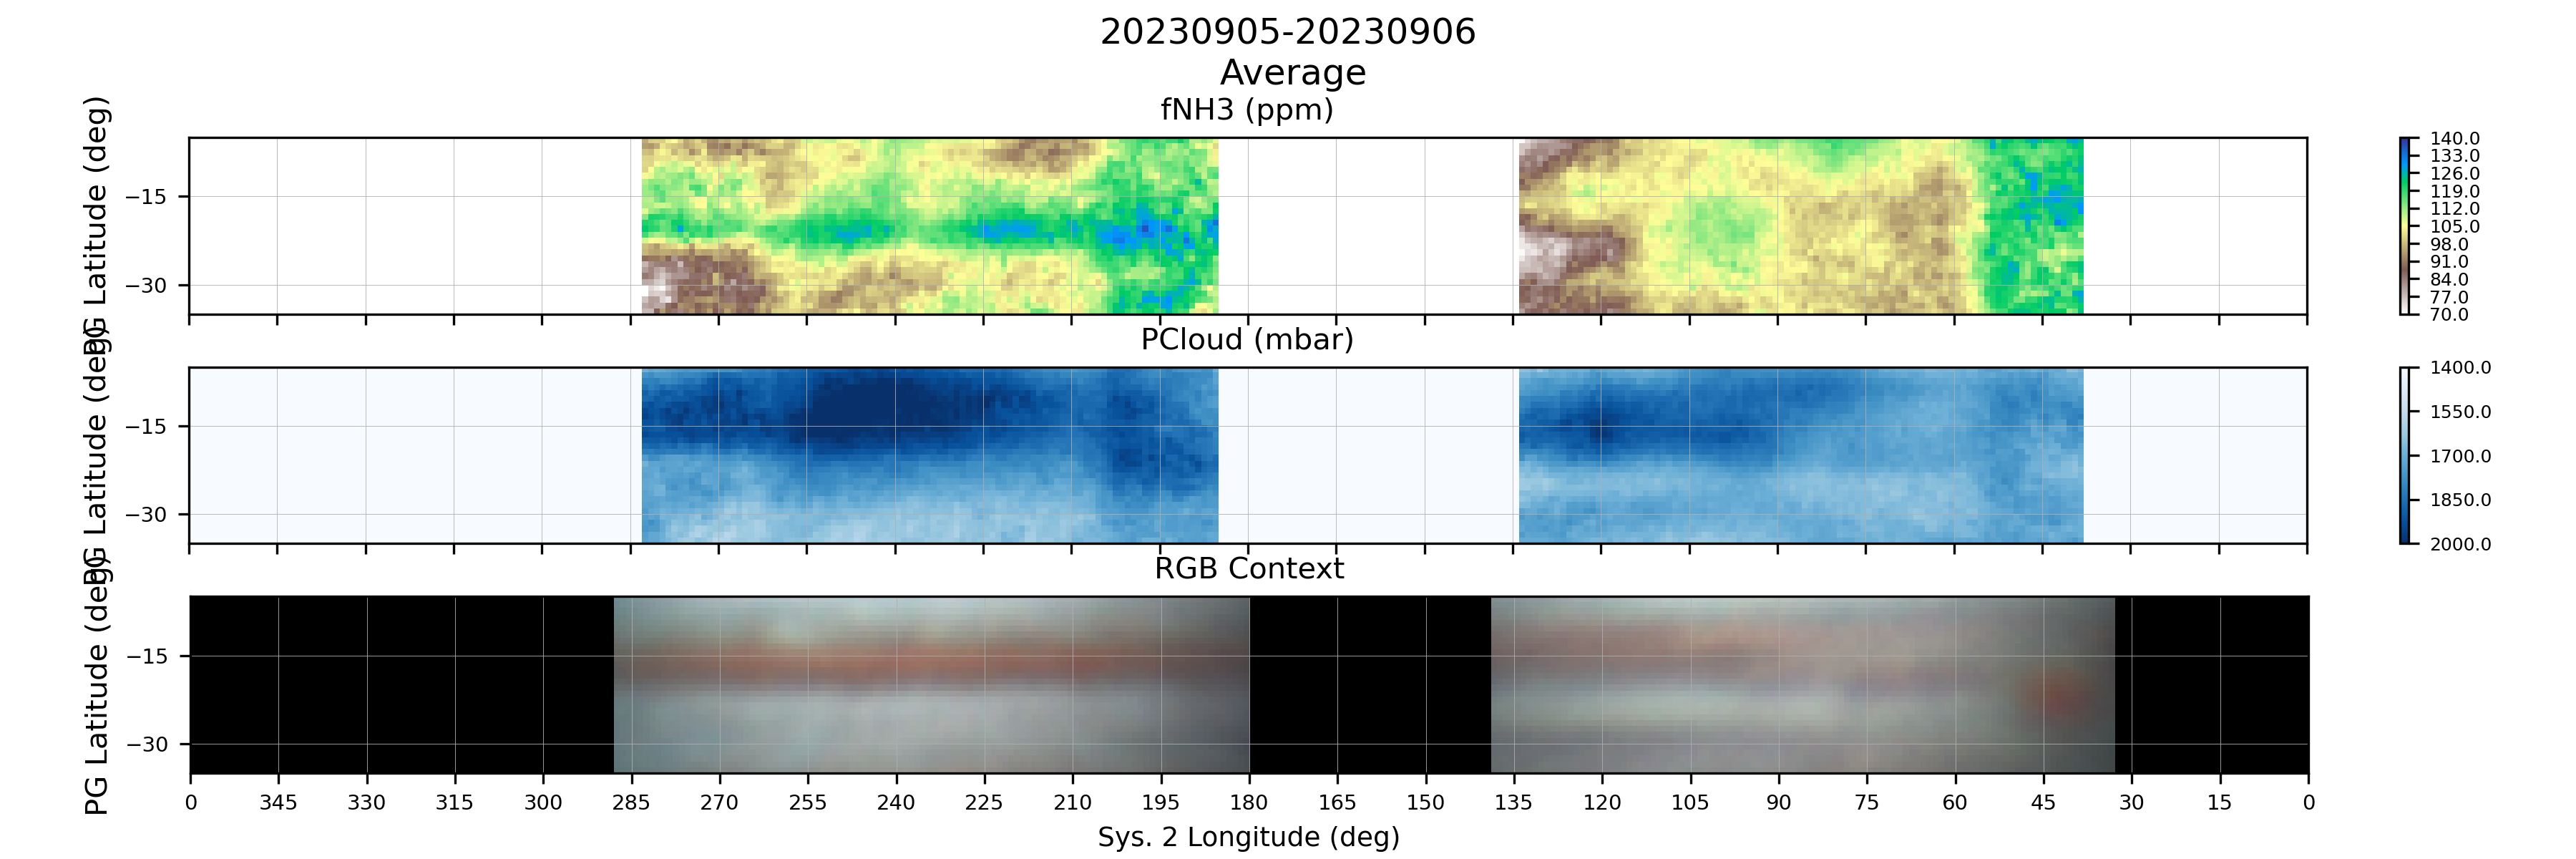 20230905-20230906
Average
fNH3 (ppm)
PG Latitude (deg)
−15
−30
140.0
133.0
126.0
119.0
112.0
105.0
98.0
91.0
84.0
77.0
70.0
PCloud (mbar)
PG Latitude (deg)
−15
−30
1400.0
1550.0
1700.0
1850.0
2000.0
RGB Context
PG Latitude (deg)
−15
−30
0 345 330 315 300 285 270 255 240 225 210 195 180 165 150 135 120 105 90 75 60 45 30 15 0
Sys. 2 Longitude (deg)